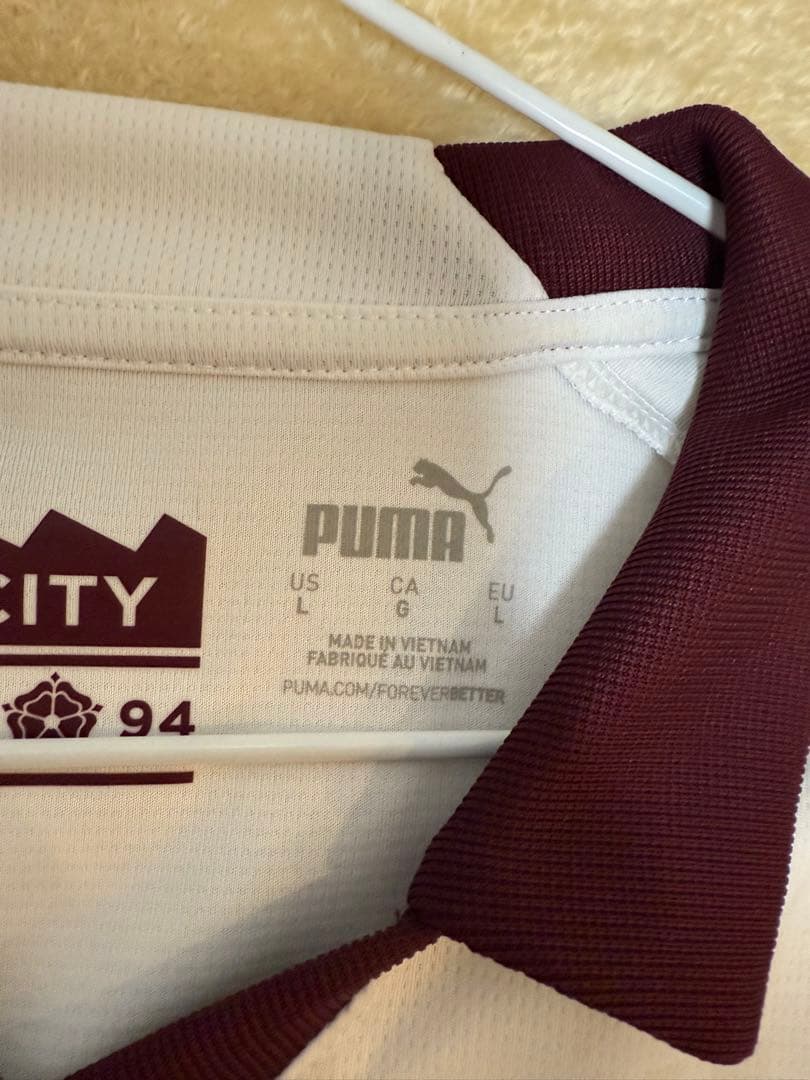 PUMA
US CA EU
L G L
MADE IN VIETNAM
FABRIQUÉ AU VIETNAM
PUMA.COM/FOREVERBETTER
CITY
94